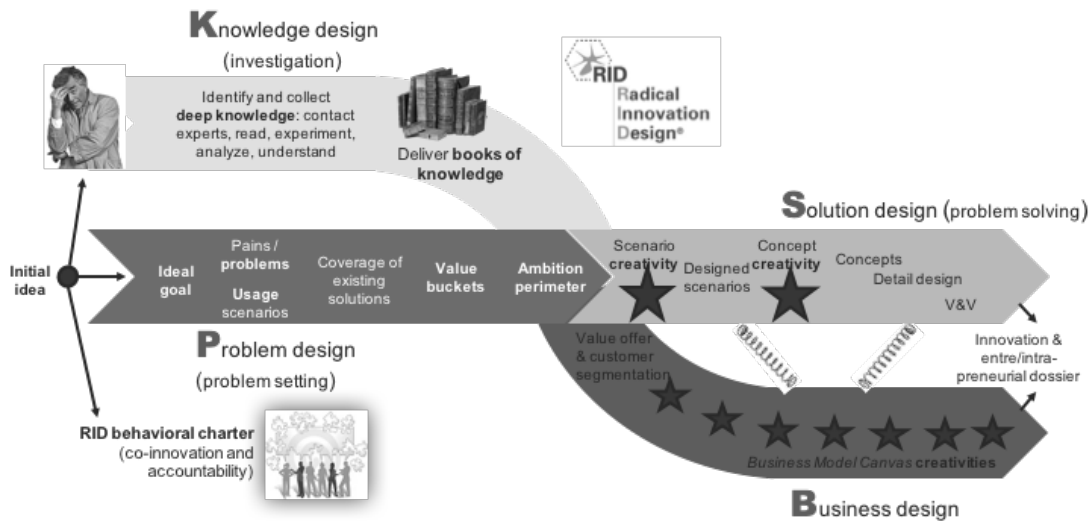 Knowledge design
(investigation)
Identify and collect
deep knowledge: contact
experts, read, experiment,
analyze, understand
Deliver books of
knowledge
RID
Radical
Innovation
Design®
Solution design (problem solving)
Initial
idea
Ideal
goal
Pains /
problems
Usage
scenarios
Coverage of
existing
solutions
Value
buckets
Ambition
perimeter
Scenario
creativity
Designed
scenarios
Concept
creativity
Concepts
Detail design
V&V
Problem design
(problem setting)
Value offer
& customer
segmentation
Innovation &
entre/intra-
preneurial dossier
RID behavioral charter
(co-innovation and
accountability)
Business Model Canvas creativities
Business design